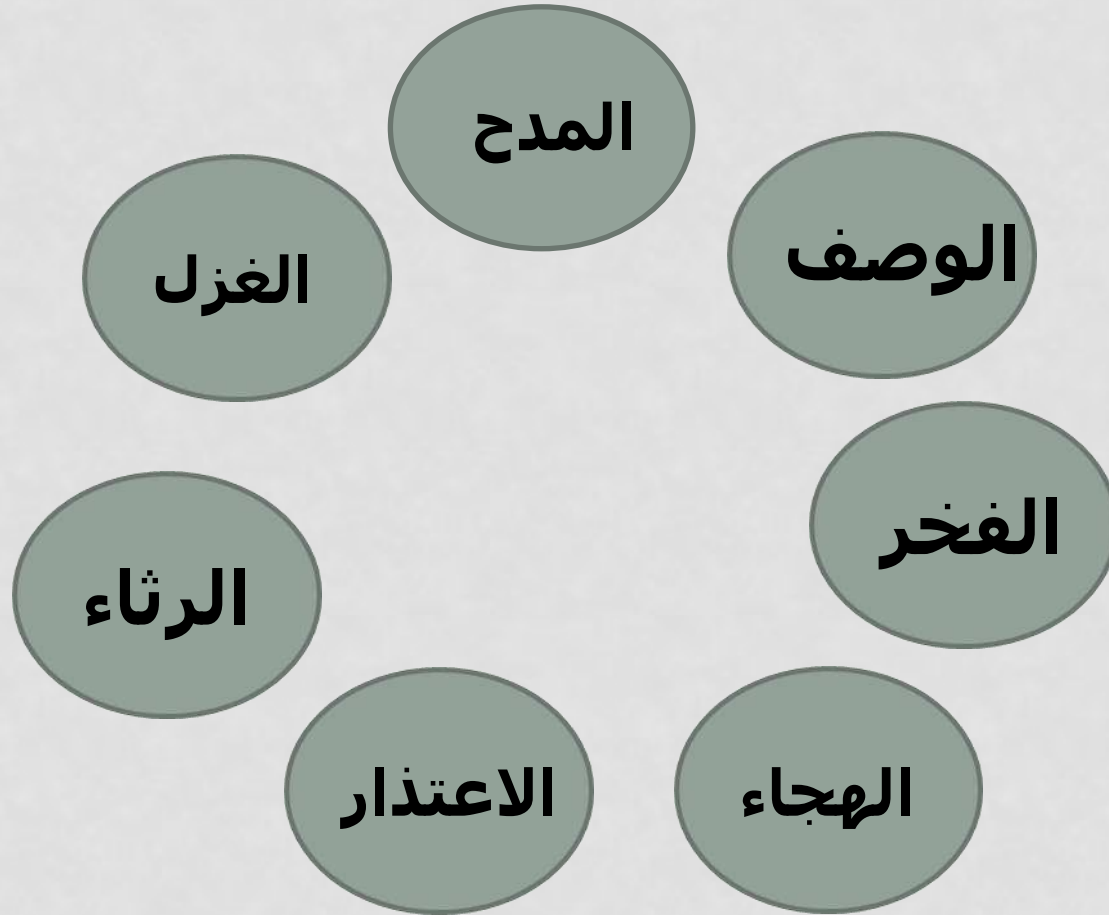 المدح
الوصف
الغزل
الفخر
الرثاء
الهجاء
الاعتذار